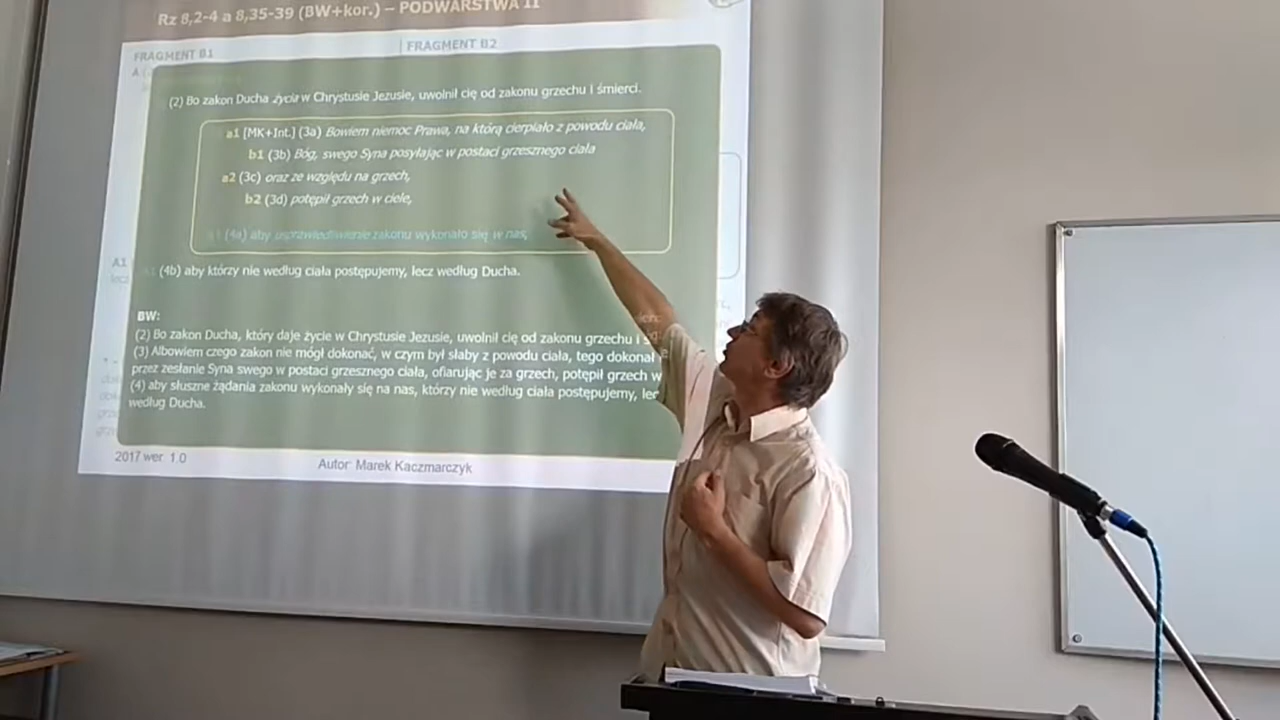 Rz 8,2-4 a 8,35-39 (BW+kor.) – PODWARSTWA II
FRAGMENT B1
FRAGMENT B2
(2) Bo zakon Ducha życia w Chrystusie Jezusie, uwolnił cię od zakonu grzechu i śmierci.
a1 [MK+Int.] (3a) Bowiem niemoc Prawa, na którą cierpiało z powodu ciała,
b1 (3b) Bóg, swego Syna posyłając w postaci grzesznego ciała
a2 (3c) oraz ze względu na grzech,
b2 (3d) potępił grzech w ciele,
(4a) aby usprawiedliwienie zakonu wykonało się w nas,
A1
(4b) aby którzy nie według ciała postępujemy, lecz według Ducha.
BW:
(2) Bo zakon Ducha, który daje życie w Chrystusie Jezusie, uwolnił cię od zakonu grzechu i
(3) Albowiem czego zakon nie mógł dokonać, w czym był słaby z powodu ciała, tego dokonał
przez zesłanie Syna swego w postaci grzesznego ciała, ofiarując je za grzech, potępił grzech w
(4) aby słuszne żądania zakonu wykonały się na nas, którzy nie według ciała postępujemy, lec
według Ducha.
2017 wer. 1.0
Autor: Marek Kaczmarczyk